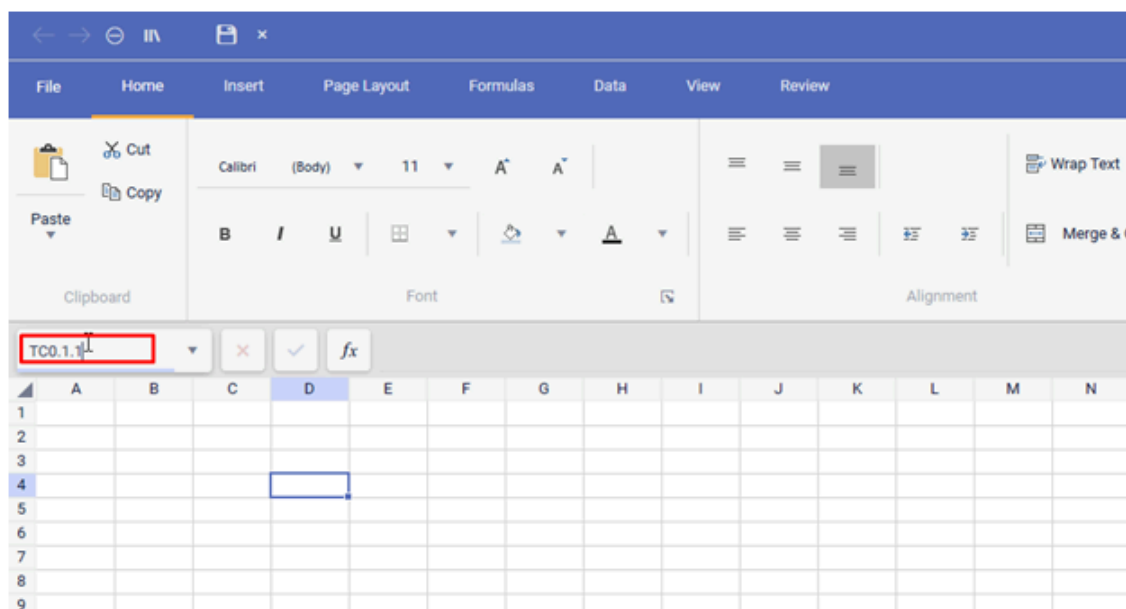 File Home Insert Page Layout Formulas Data View Review
Cut
Calibri (Body) 11 A A Wrap Text
Copy
Paste
B I U A Merge &
Clipboard Font Alignment
TC0.1.1 fx
A B C D E F G H I J K L M N
1
2
3
4
5
6
7
8
9